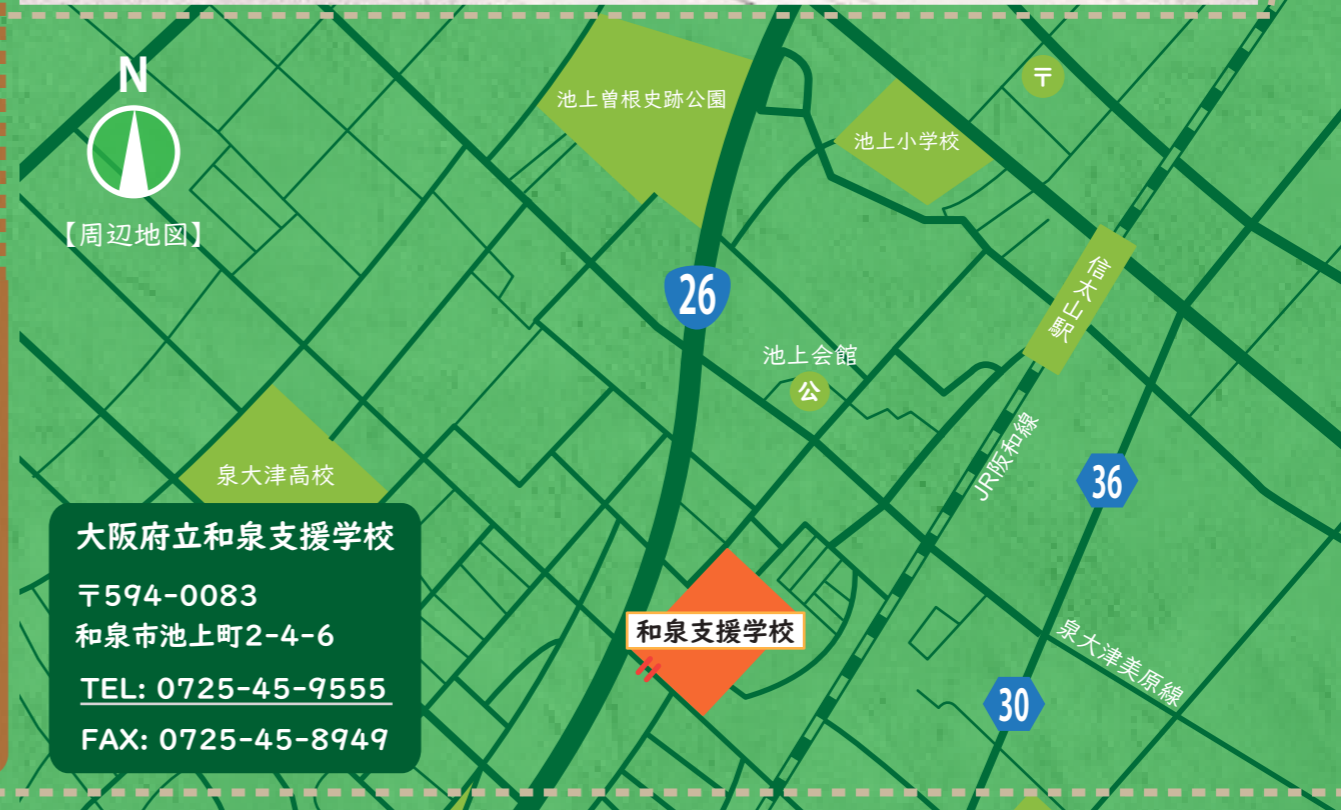 N
【周辺地図】
池上曽根史跡公園
〒
池上小学校
信太山駅
26
池上会館
公
JR阪和線
36
泉大津高校
大阪府立和泉支援学校
〒594-0083
和泉市池上町2-4-6
TEL: 0725-45-9555
FAX: 0725-45-8949
和泉支援学校
泉大津美原線
30